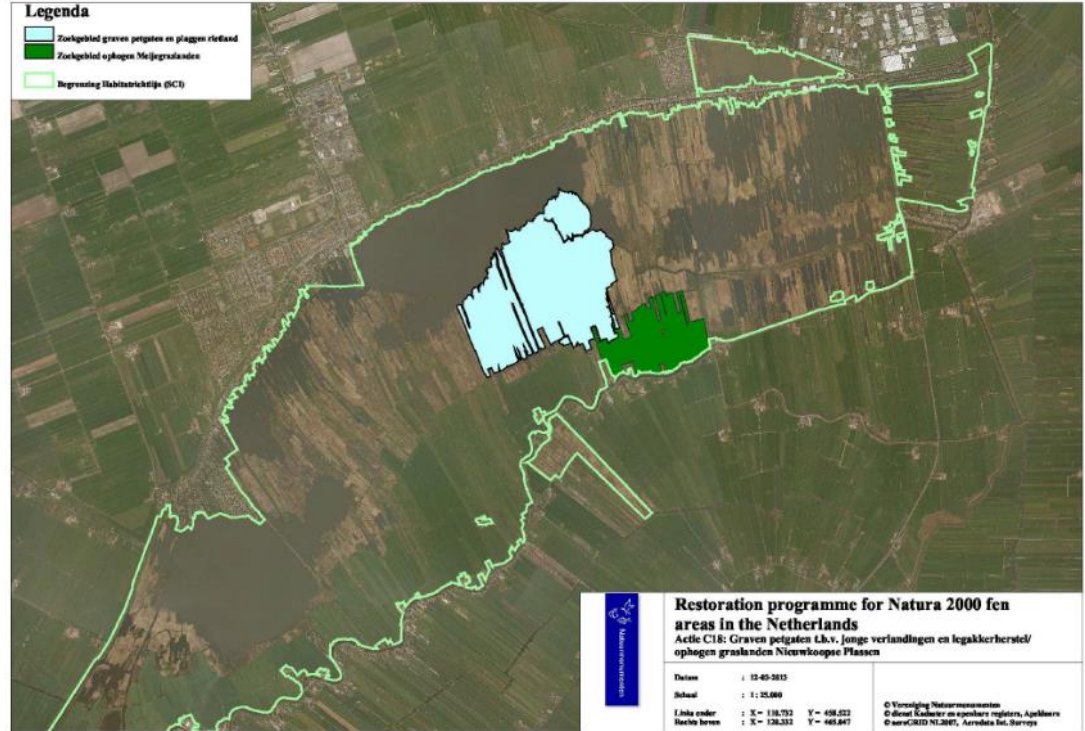 Legenda
Zoekgebied graven petgaten en plaggen rietland
Zoekgebied ophogen Meijegraslanden
Begrenzing Habitatrichtlijn (SCI)
Natuurmonumenten
Restoration programme for Natura 2000 fen
areas in the Netherlands
Actie C18: Graven petgaten t.b.v. jonge verlandingen en legakkerherstel/
ophogen graslanden Nieuwkoopse Plassen
Datum :
Schaal : 1: 25.000
Links onder : X = Y =
Rechts boven : X = Y =
© Vereniging Natuurmonumenten
© dienst Kadaster en openbare registers, Apeldoorn
© aeroGRID NL2007, Aerodata Int. Surveys